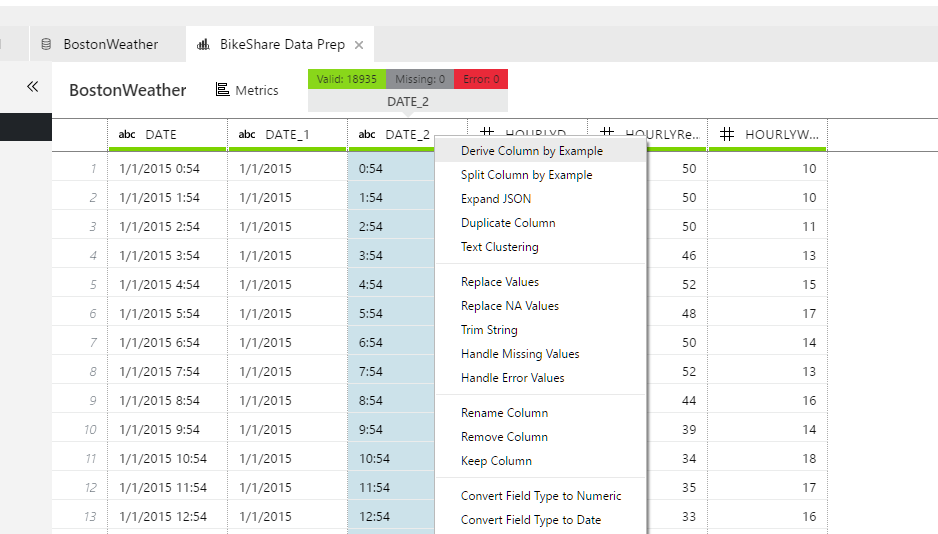 BostonWeather BikeShare Data Prep
BostonWeather Metrics Valid: 18935 Missing: 0 Error: 0
DATE_2
abc DATE abc DATE_1 abc DATE_2 HOURLYD HOURLYRe... HOURLYW...
Derive Column by Example
1 1/1/2015 0:54 1/1/2015 0:54 50 10
Split Column by Example
2 1/1/2015 1:54 1/1/2015 1:54 50 10
Expand JSON
3 1/1/2015 2:54 1/1/2015 2:54 Duplicate Column 50 11
Text Clustering
4 1/1/2015 3:54 1/1/2015 3:54 46 13
5 1/1/2015 4:54 1/1/2015 4:54 Replace Values 52 15
Replace NA Values
6 1/1/2015 5:54 1/1/2015 5:54 48 17
Trim String
7 1/1/2015 6:54 1/1/2015 6:54 50 14
Handle Missing Values
8 1/1/2015 7:54 1/1/2015 7:54 Handle Error Values 52 13
9 1/1/2015 8:54 1/1/2015 8:54 44 16
Rename Column
10 1/1/2015 9:54 1/1/2015 9:54 39 14
Remove Column
11 1/1/2015 10:54 1/1/2015 10:54 Keep Column 34 18
12 1/1/2015 11:54 1/1/2015 11:54 35 17
Convert Field Type to Numeric
13 1/1/2015 12:54 1/1/2015 12:54 Convert Field Type to Date 33 16